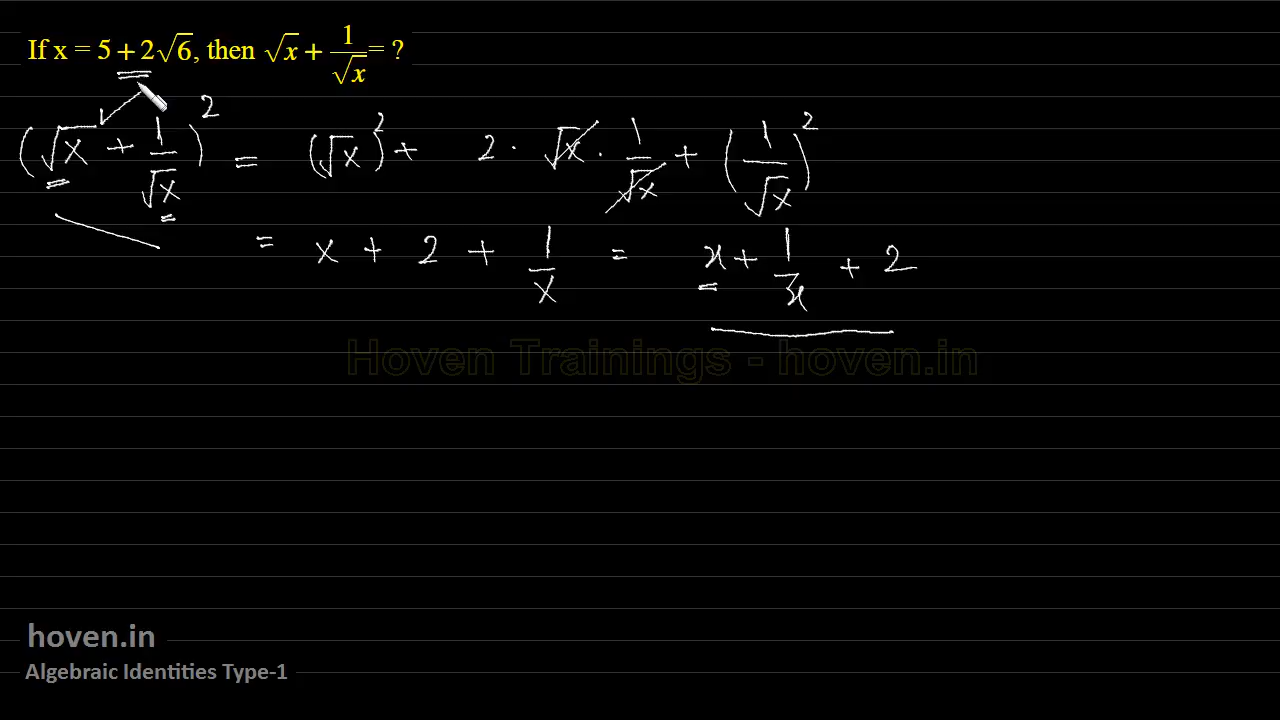 If x = 5 + 2√6, then √x + 1/√x = ?
(√x + 1/√x)² = (√x)² + 2 · √x · 1/√x + (1/√x)²
= x + 2 + 1/x = x + 1/x + 2
Hoven Trainings - hoven.in
hoven.in
Algebraic Identities Type-1